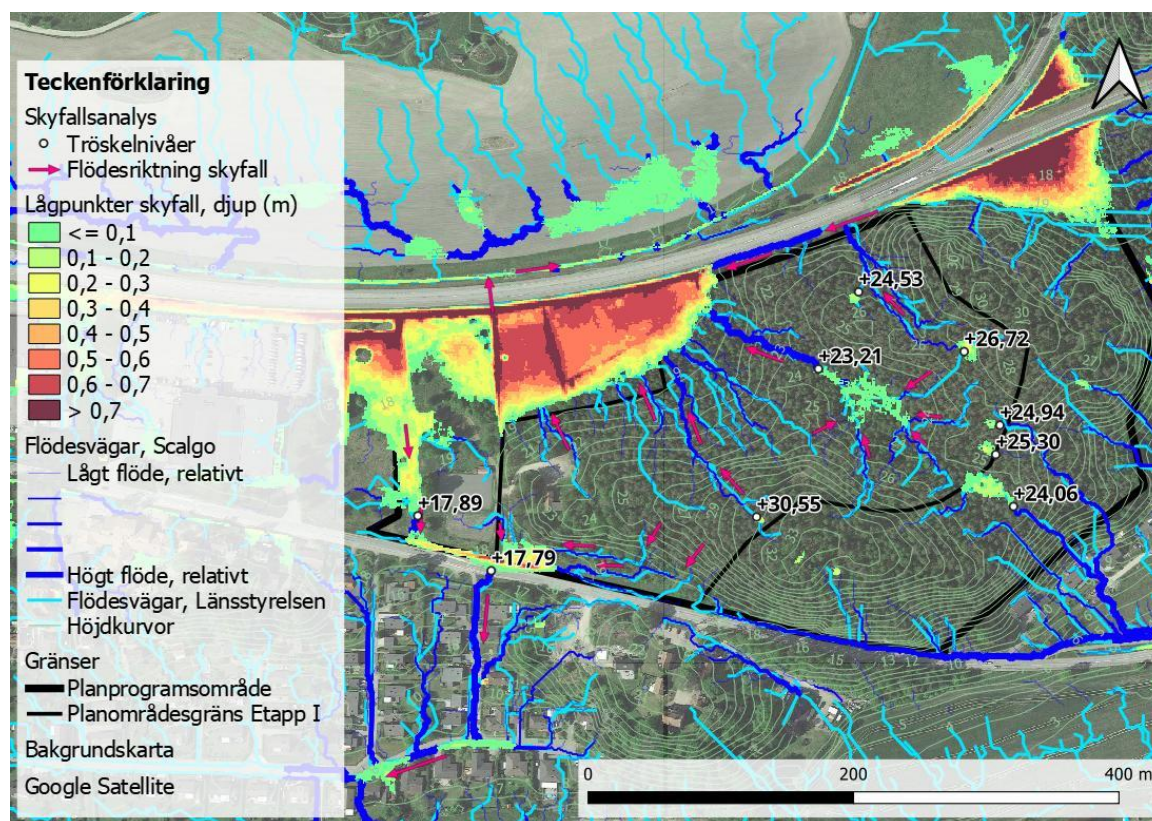 Teckenförklaring
Skyfallsanalys
Tröskelnivåer
Flödesriktning skyfall
Lågpunkter skyfall, djup (m)
<= 0,1
0,1 - 0,2
0,2 - 0,3
0,3 - 0,4
0,4 - 0,5
0,5 - 0,6
0,6 - 0,7
> 0,7
Flödesvägar, Scalgo
Lågt flöde, relativt
Högt flöde, relativt
Flödesvägar, Länsstyrelsen
Höjdkurvor
Gränser
Planprogramsområde
Planområdesgräns Etapp I
Bakgrundskarta
Google Satellite
+24,53
+26,72
+23,21
+24,94
+25,30
+24,06
+30,55
+17,89
+17,79
0 200 400 m